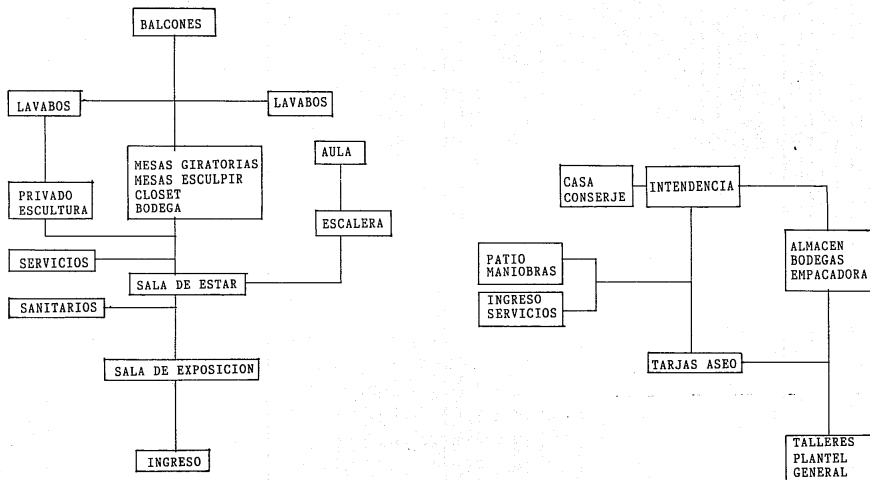 BALCONES
LAVABOS
LAVABOS
MESAS GIRATORIAS
MESAS ESCULPIR
CLOSET
BODEGA
AULA
PRIVADO
ESCULTURA
ESCALERA
SERVICIOS
SALA DE ESTAR
SANITARIOS
SALA DE EXPOSICION
INGRESO
CASA
CONSERJE
INTENDENCIA
PATIO
MANIOBRAS
ALMACEN
BODEGAS
EMPACADORA
INGRESO
SERVICIOS
TARJAS ASEO
TALLERES
PLANTEL
GENERAL